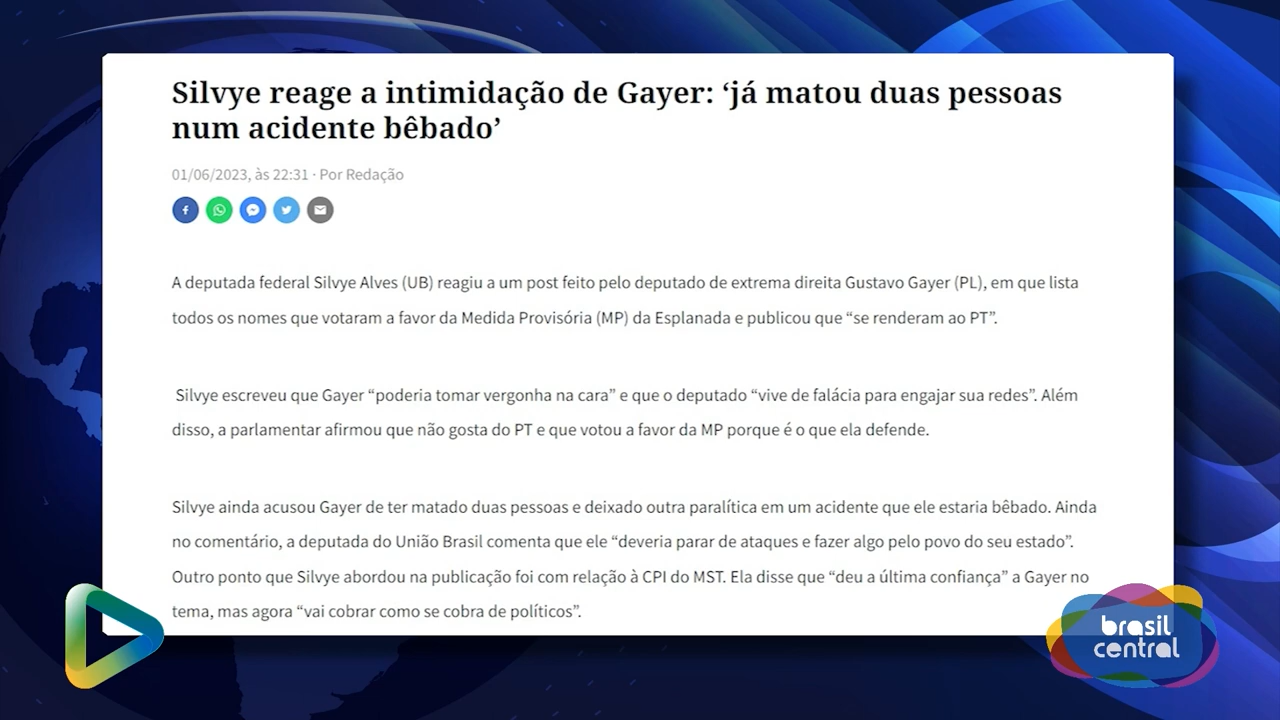 Silvye reage a intimidação de Gayer: ‘já matou duas pessoas
num acidente bêbado’
01/06/2023, às 22:31 · Por Redação
A deputada federal Silvye Alves (UB) reagiu a um post feito pelo deputado de extrema direita Gustavo Gayer (PL), em que lista
todos os nomes que votaram a favor da Medida Provisória (MP) da Esplanada e publicou que “se renderam ao PT”.
Silvye escreveu que Gayer “poderia tomar vergonha na cara” e que o deputado “vive de falácia para engajar sua redes”. Além
disso, a parlamentar afirmou que não gosta do PT e que votou a favor da MP porque é o que ela defende.
Silvye ainda acusou Gayer de ter matado duas pessoas e deixado outra paralítica em um acidente que ele estaria bêbado. Ainda
no comentário, a deputada do União Brasil comenta que ele “deveria parar de ataques e fazer algo pelo povo do seu estado”.
Outro ponto que Silvye abordou na publicação foi com relação à CPI do MST. Ela disse que “deu a última confiança” a Gayer no
tema, mas agora “vai cobrar como se cobra de políticos”.
brasil
central